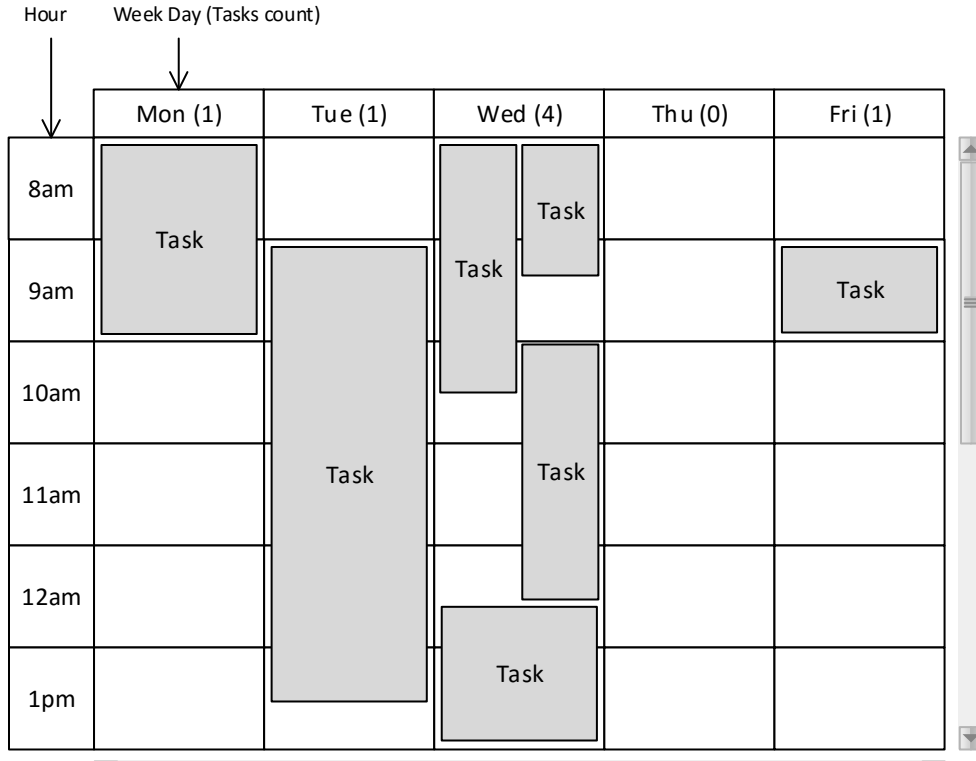 Hour Week Day (Tasks count)
Mon (1) Tue (1) Wed (4) Thu (0) Fri (1)
8am
Task
Task
Task
9am
Task
Task
10am
11am
Task
Task
12am
1pm
Task